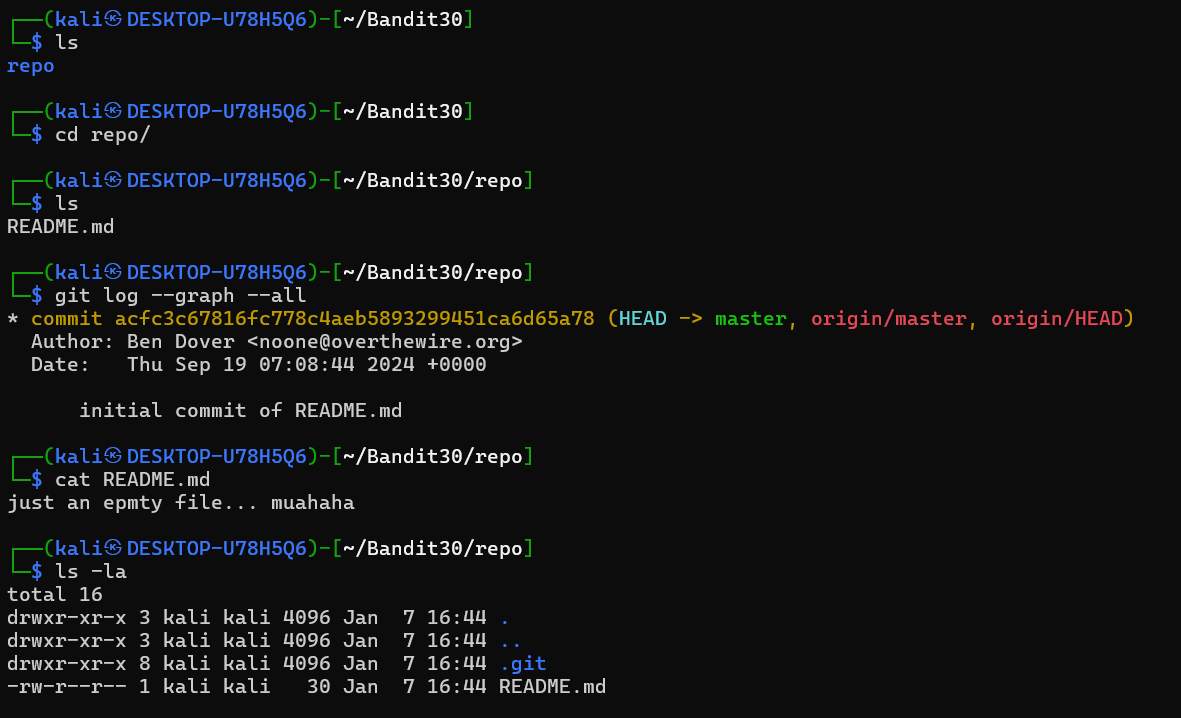 ┌──(kali㉿DESKTOP-U78H5Q6)-[~/Bandit30]
└─$ ls
repo
┌──(kali㉿DESKTOP-U78H5Q6)-[~/Bandit30]
└─$ cd repo/
┌──(kali㉿DESKTOP-U78H5Q6)-[~/Bandit30/repo]
└─$ ls
README.md
┌──(kali㉿DESKTOP-U78H5Q6)-[~/Bandit30/repo]
└─$ git log --graph --all
* commit acfc3c67816fc778c4aeb5893299451ca6d65a78 (HEAD -> master, origin/master, origin/HEAD)
  Author: Ben Dover <noone@overthewire.org>
  Date:   Thu Sep 19 07:08:44 2024 +0000
      initial commit of README.md
┌──(kali㉿DESKTOP-U78H5Q6)-[~/Bandit30/repo]
└─$ cat README.md
just an epmty file... muahaha
┌──(kali㉿DESKTOP-U78H5Q6)-[~/Bandit30/repo]
└─$ ls -la
total 16
drwxr-xr-x 3 kali kali 4096 Jan  7 16:44 .
drwxr-xr-x 3 kali kali 4096 Jan  7 16:44 ..
drwxr-xr-x 8 kali kali 4096 Jan  7 16:44 .git
-rw-r--r-- 1 kali kali   30 Jan  7 16:44 README.md